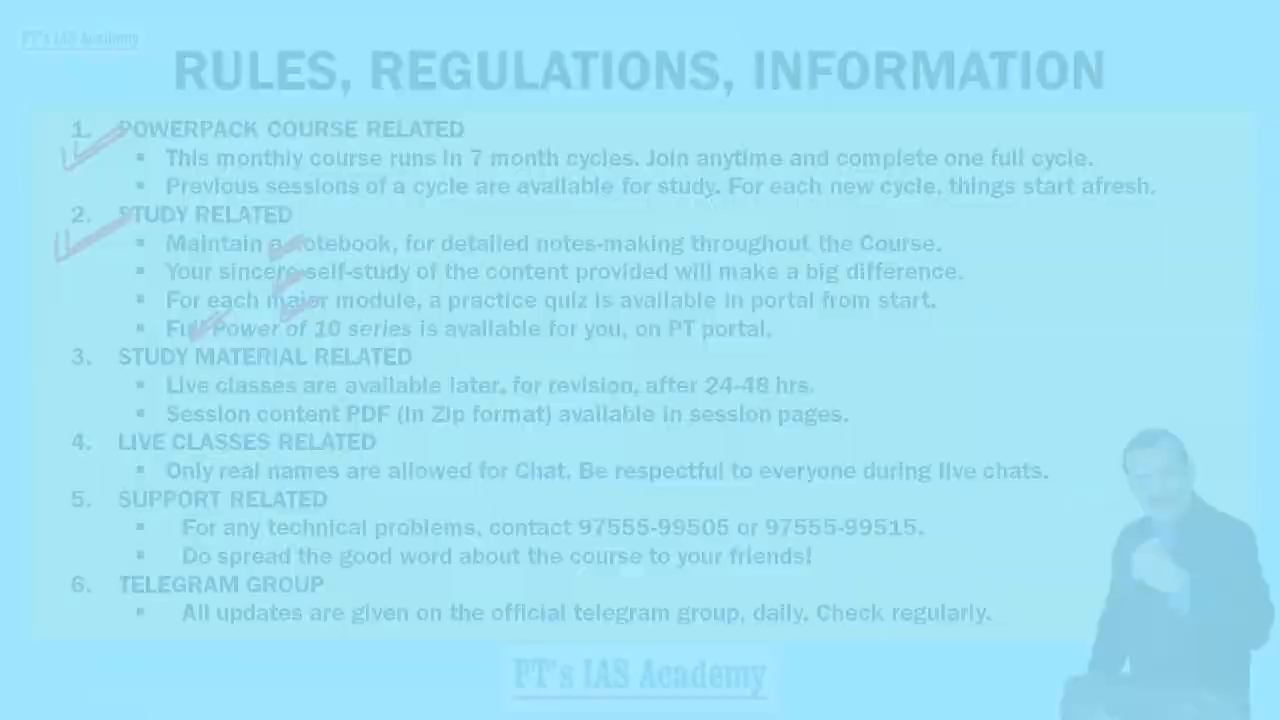 PT's IAS Academy
RULES, REGULATIONS, INFORMATION
1. POWERPACK COURSE RELATED
▪ This monthly course runs in 7 month cycles. Join anytime and complete one full cycle.
▪ Previous sessions of a cycle are available for study. For each new cycle, things start afresh.
2. STUDY RELATED
▪ Maintain a notebook, for detailed notes-making throughout the Course.
▪ Your sincere self-study of the content provided will make a big difference.
▪ For each major module, a practice quiz is available in portal from start.
▪ Full Power of 10 series is available for you, on PT portal.
3. STUDY MATERIAL RELATED
▪ Live classes are available later, for revision, after 24-48 hrs.
▪ Session content PDF (in Zip format) available in session pages.
4. LIVE CLASSES RELATED
▪ Only real names are allowed for Chat. Be respectful to everyone during live chats.
5. SUPPORT RELATED
▪ For any technical problems, contact 97555-99505 or 97555-99515.
▪ Do spread the good word about the course to your friends!
6. TELEGRAM GROUP
▪ All updates are given on the official telegram group, daily. Check regularly.
PT's IAS Academy